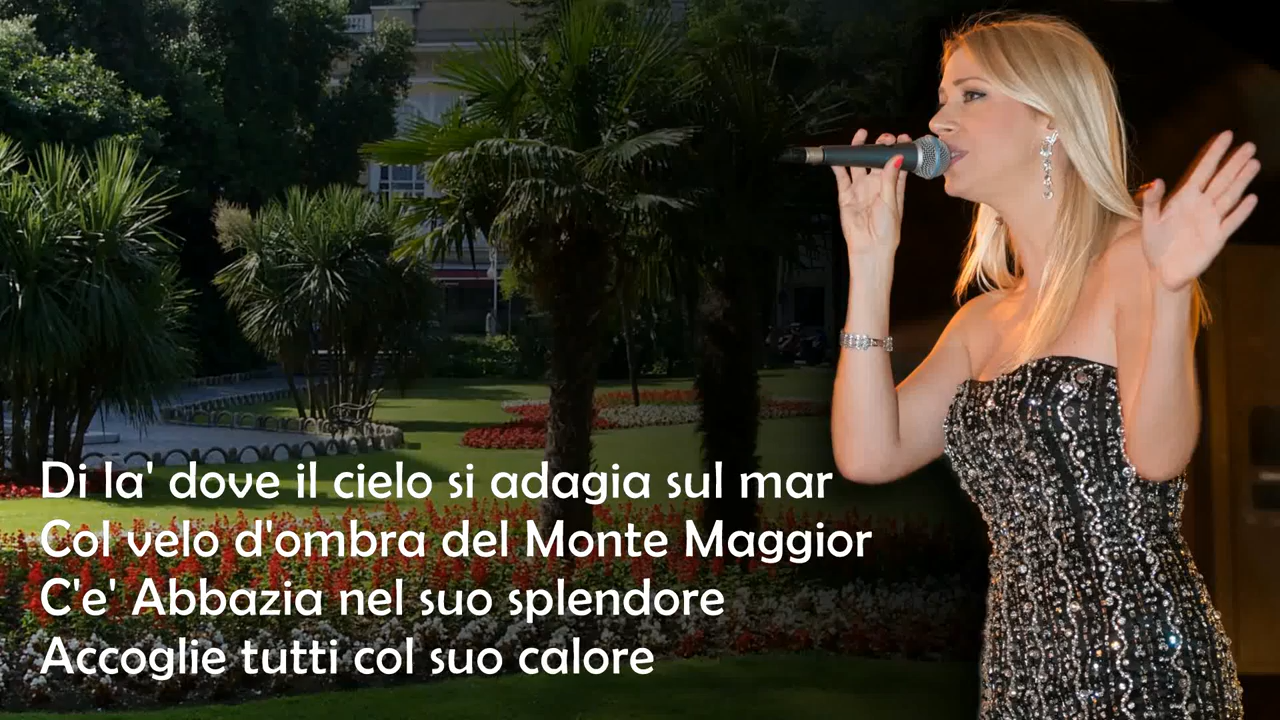 Di la' dove il cielo si adagia sul mar
Col velo d'ombra del Monte Maggior
C'e' Abbazia nel suo splendore
Accoglie tutti col suo calore